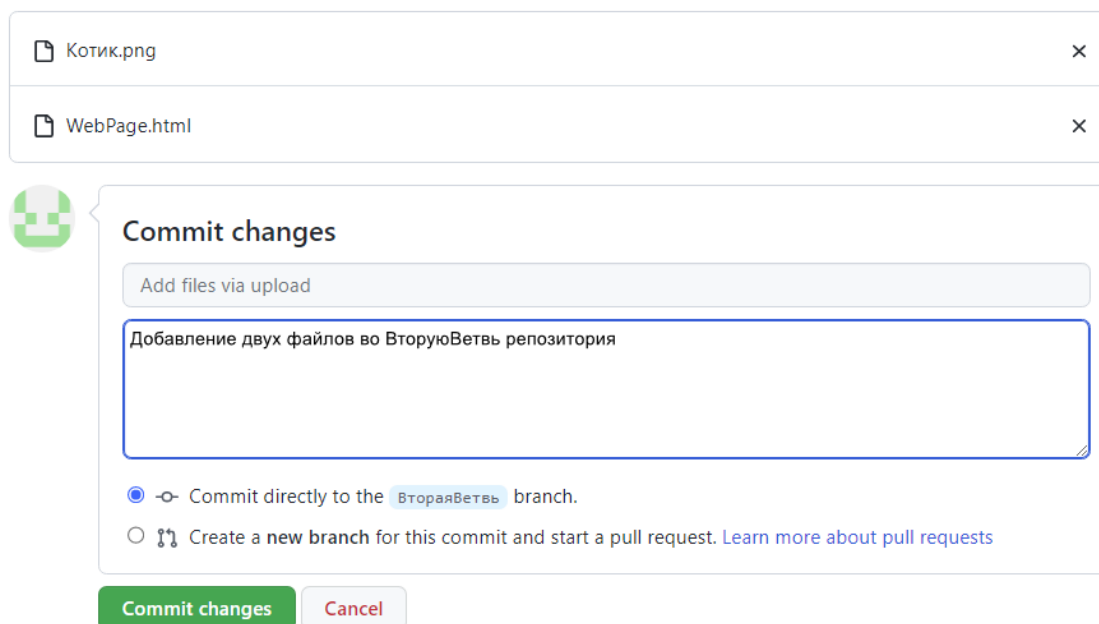 Котик.png
WebPage.html
Commit changes
Add files via upload
Добавление двух файлов во ВторуюВетвь репозитория
Commit directly to the ВтораяВетвь branch.
Create a new branch for this commit and start a pull request. Learn more about pull requests
Commit changes
Cancel